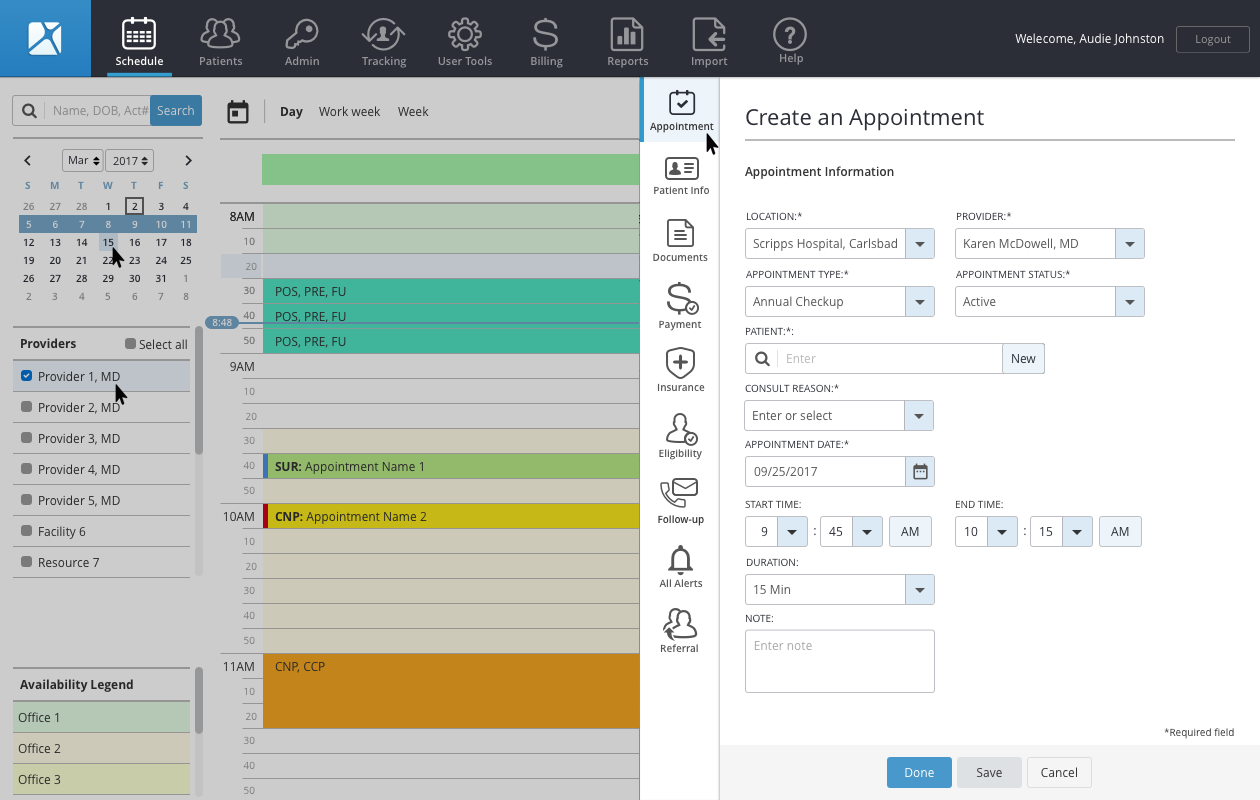 Schedule
Patients
Admin
Tracking
User Tools
Billing
Reports
Import
Help
Welcome, Audie Johnston
Logout
Name, DOB, Act#
Search
Mar
2017
S M T W T F S
26 27 28 1 2 3 4
5 6 7 8 9 10 11
12 13 14 15 16 17 18
19 20 21 22 23 24 25
26 27 28 29 30 31 1
2 3 4 5 6 7 8
Providers
Select all
Provider 1, MD
Provider 2, MD
Provider 3, MD
Provider 4, MD
Provider 5, MD
Facility 6
Resource 7
Availability Legend
Office 1
Office 2
Office 3
Day
Work week
Week
8AM
10
20
30 POS, PRE, FU
40 POS, PRE, FU
8:48
50 POS, PRE, FU
9AM
10
20
30
40 SUR: Appointment Name 1
50
10AM CNP: Appointment Name 2
10
20
30
40
50
11AM CNP, CCP
10
20
30
40
50
Appointment
Patient Info
Documents
Payment
Insurance
Eligibility
Follow-up
All Alerts
Referral
Create an Appointment
Appointment Information
LOCATION:* PROVIDER:*
Scripps Hospital, Carlsbad Karen McDowell, MD
APPOINTMENT TYPE:* APPOINTMENT STATUS:*
Annual Checkup Active
PATIENT:*:
Enter New
CONSULT REASON:*
Enter or select
APPOINTMENT DATE:*
09/25/2017
START TIME: END TIME:
9 : 45 AM 10 : 15 AM
DURATION:
15 Min
NOTE:
Enter note
*Required field
Done Save Cancel